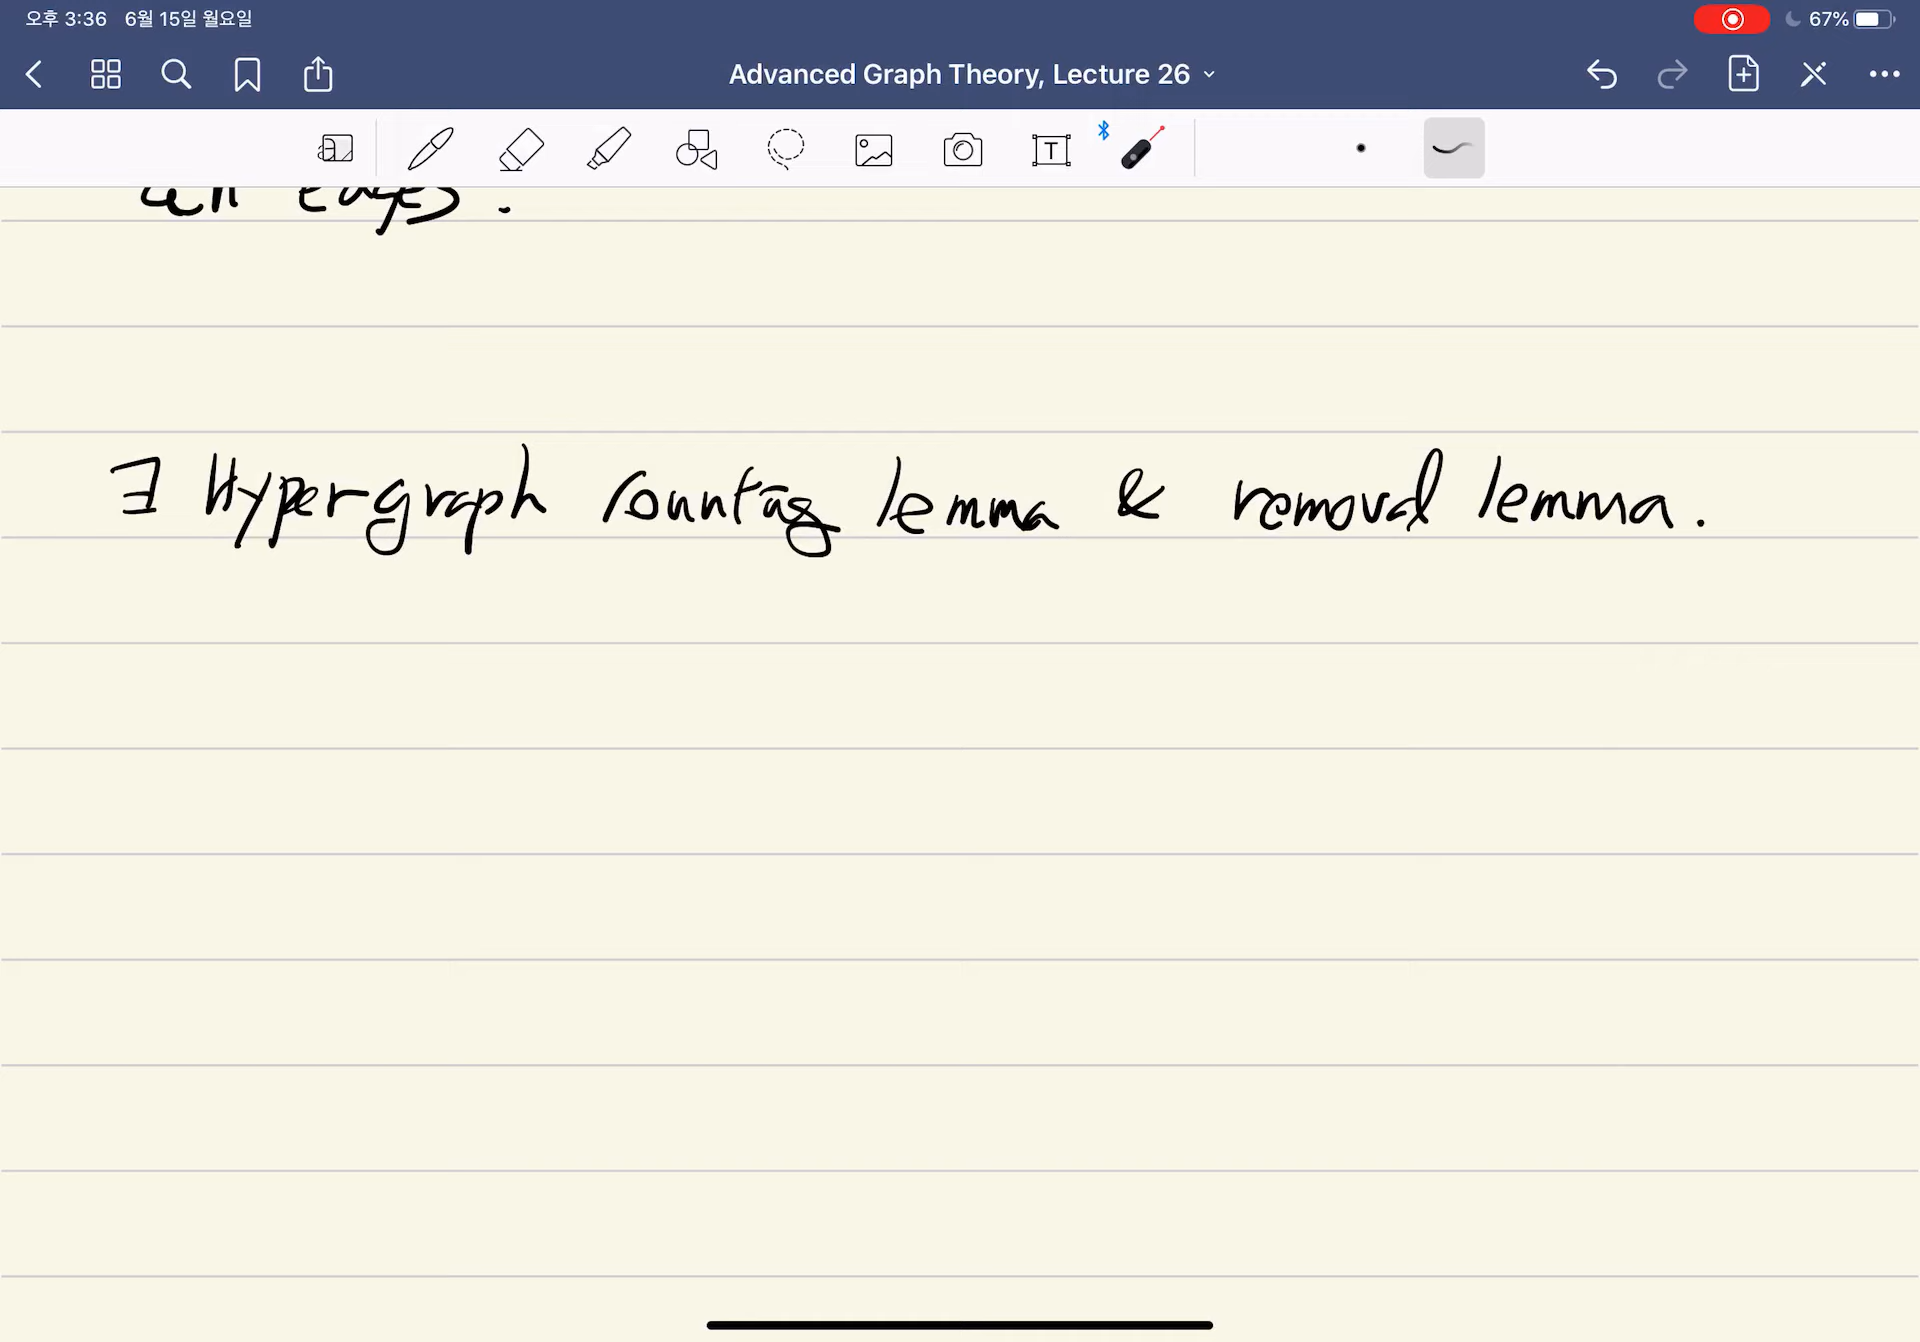 오후 3:36 6월 15일 월요일
67%
Advanced Graph Theory, Lecture 26
all edges.
∃ Hypergraph counting lemma & removal lemma.